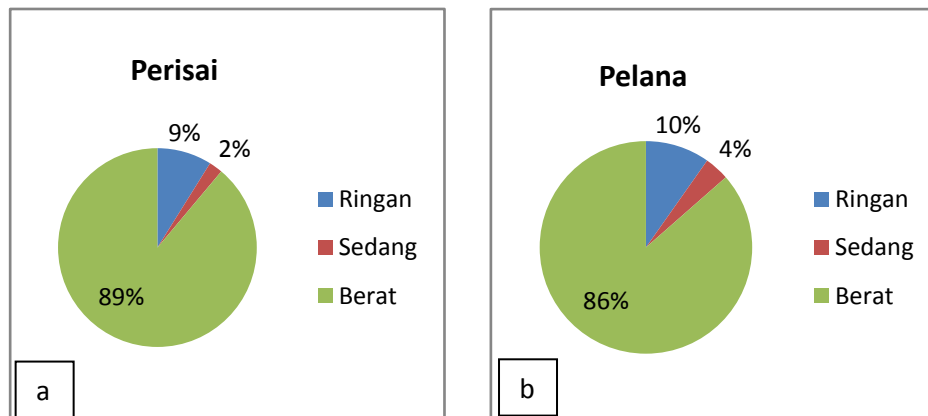 Perisai
9%
2%
89%
Ringan
Sedang
Berat
a
Pelana
10%
4%
86%
Ringan
Sedang
Berat
b